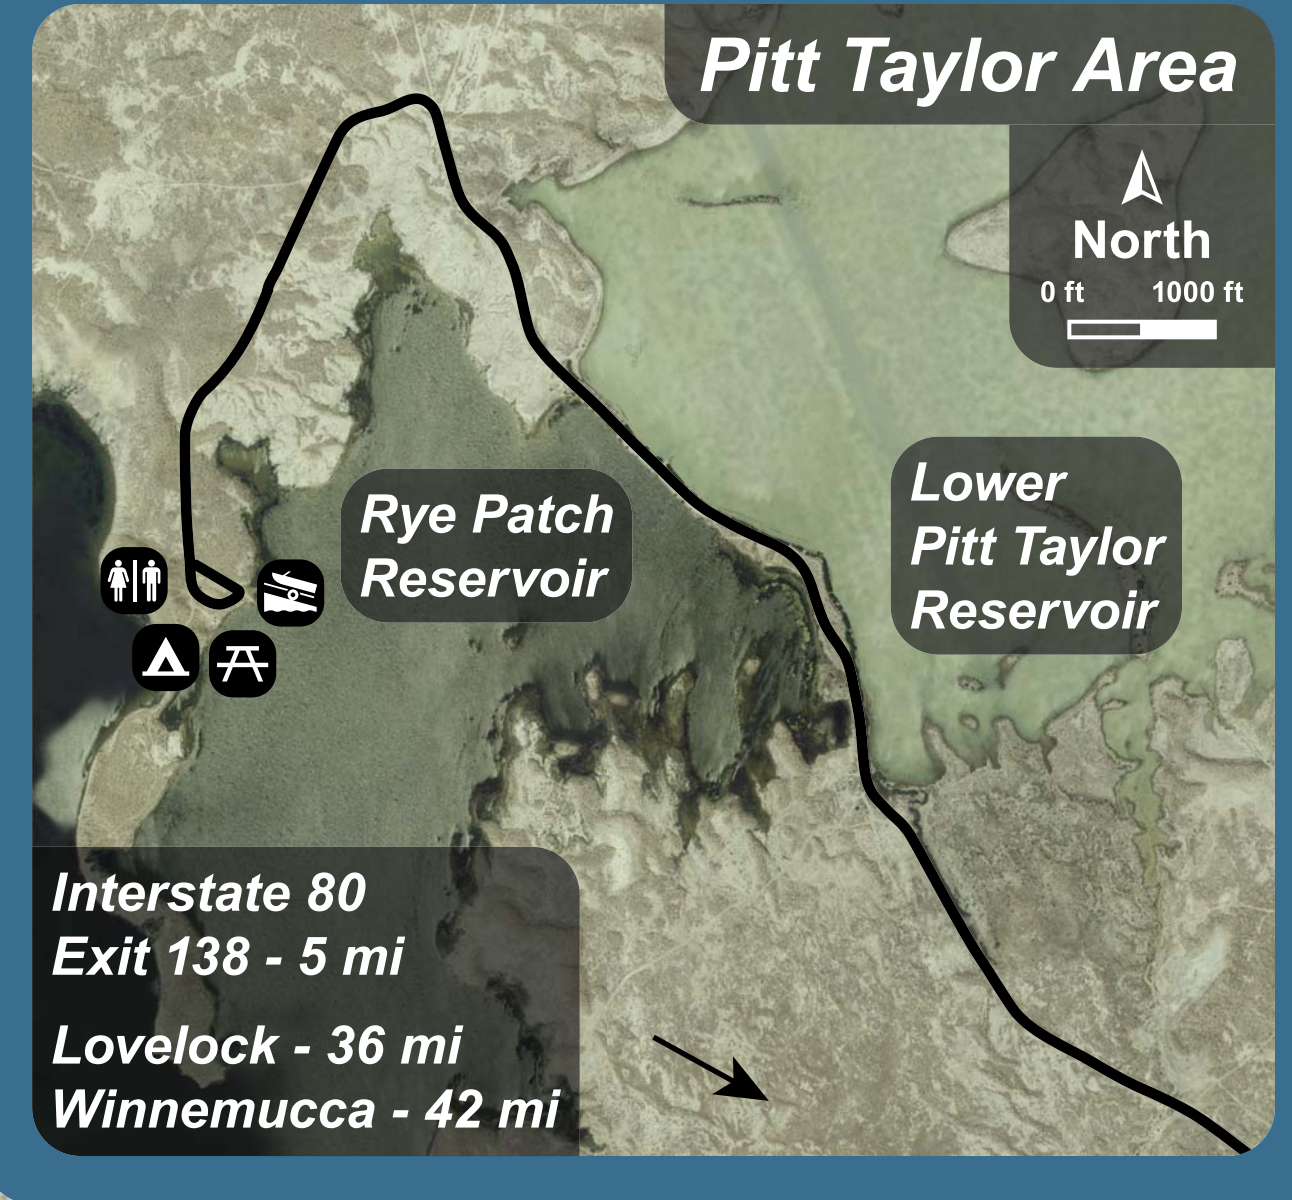 Pitt Taylor Area
North
0 ft 1000 ft
Rye Patch
Reservoir
Lower
Pitt Taylor
Reservoir
Interstate 80
Exit 138 - 5 mi
Lovelock - 36 mi
Winnemucca - 42 mi